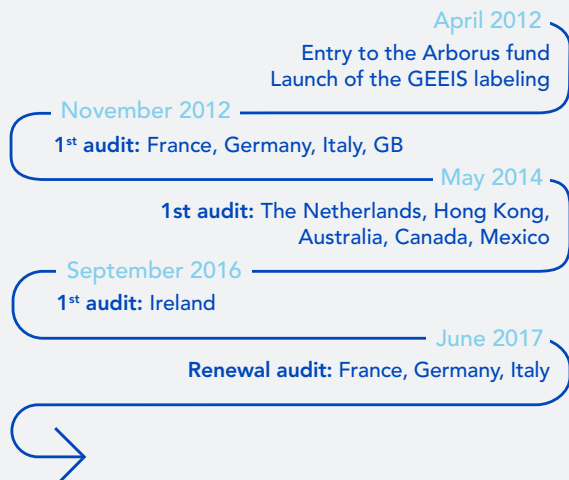 April 2012
Entry to the Arborus fund
Launch of the GEEIS labeling
November 2012
1st audit: France, Germany, Italy, GB
May 2014
1st audit: The Netherlands, Hong Kong,
Australia, Canada, Mexico
September 2016
1st audit: Ireland
June 2017
Renewal audit: France, Germany, Italy